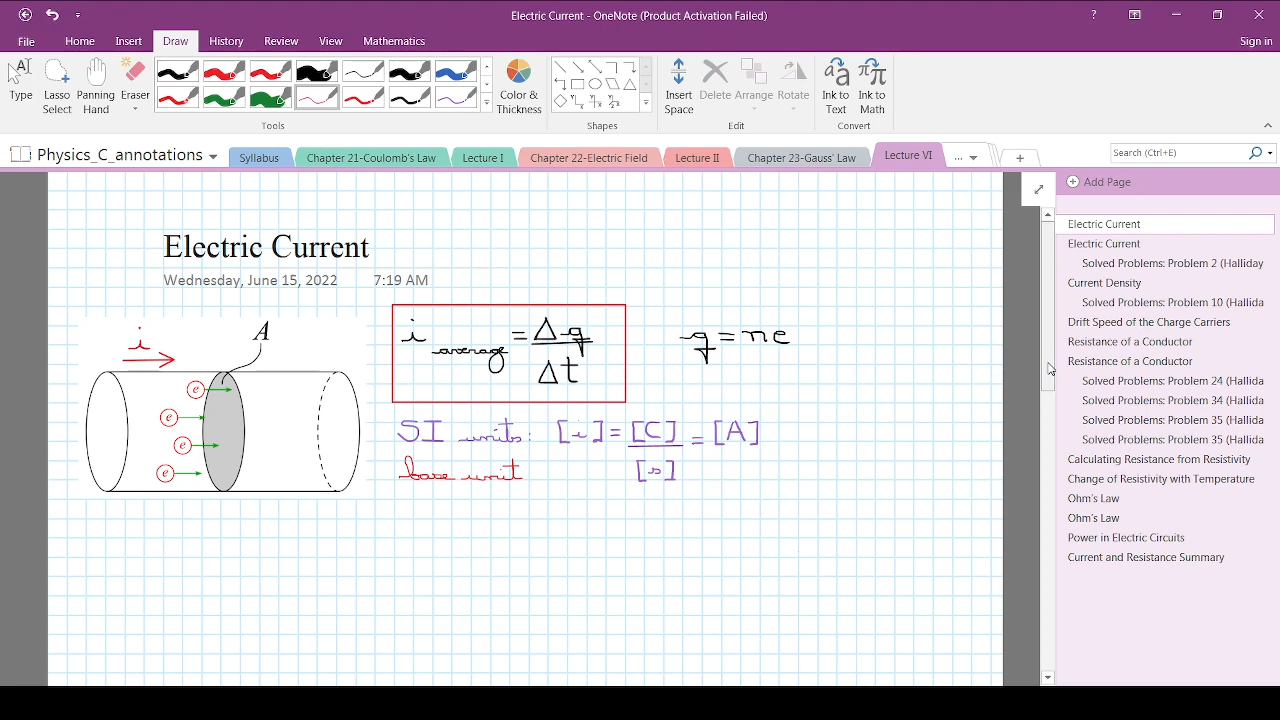 Electric Current - OneNote (Product Activation Failed)
?
File Home Insert Draw History Review View Mathematics
Sign in
Type
Lasso Select
Panning Hand
Eraser
Color & Thickness
Insert Space
Delete
Arrange
Rotate
Ink to Text
Ink to Math
Tools
Shapes
Edit
Convert
Physics_C_annotations
Syllabus
Chapter 21-Coulomb's Law
Lecture I
Chapter 22-Electric Field
Lecture II
Chapter 23-Gauss' Law
Lecture VI
...
Search (Ctrl+E)
Electric Current
Wednesday, June 15, 2022 7:19 AM
i
A
e
e
e
e
i average = Δq / Δt
q = ne
SI units: [i] = [C] / [s] = [A]
base unit
Add Page
Electric Current
Electric Current
Solved Problems: Problem 2 (Halliday
Current Density
Solved Problems: Problem 10 (Hallida
Drift Speed of the Charge Carriers
Resistance of a Conductor
Resistance of a Conductor
Solved Problems: Problem 24 (Hallida
Solved Problems: Problem 34 (Hallida
Solved Problems: Problem 35 (Hallida
Solved Problems: Problem 35 (Hallida
Calculating Resistance from Resistivity
Change of Resistivity with Temperature
Ohm's Law
Ohm's Law
Power in Electric Circuits
Current and Resistance Summary